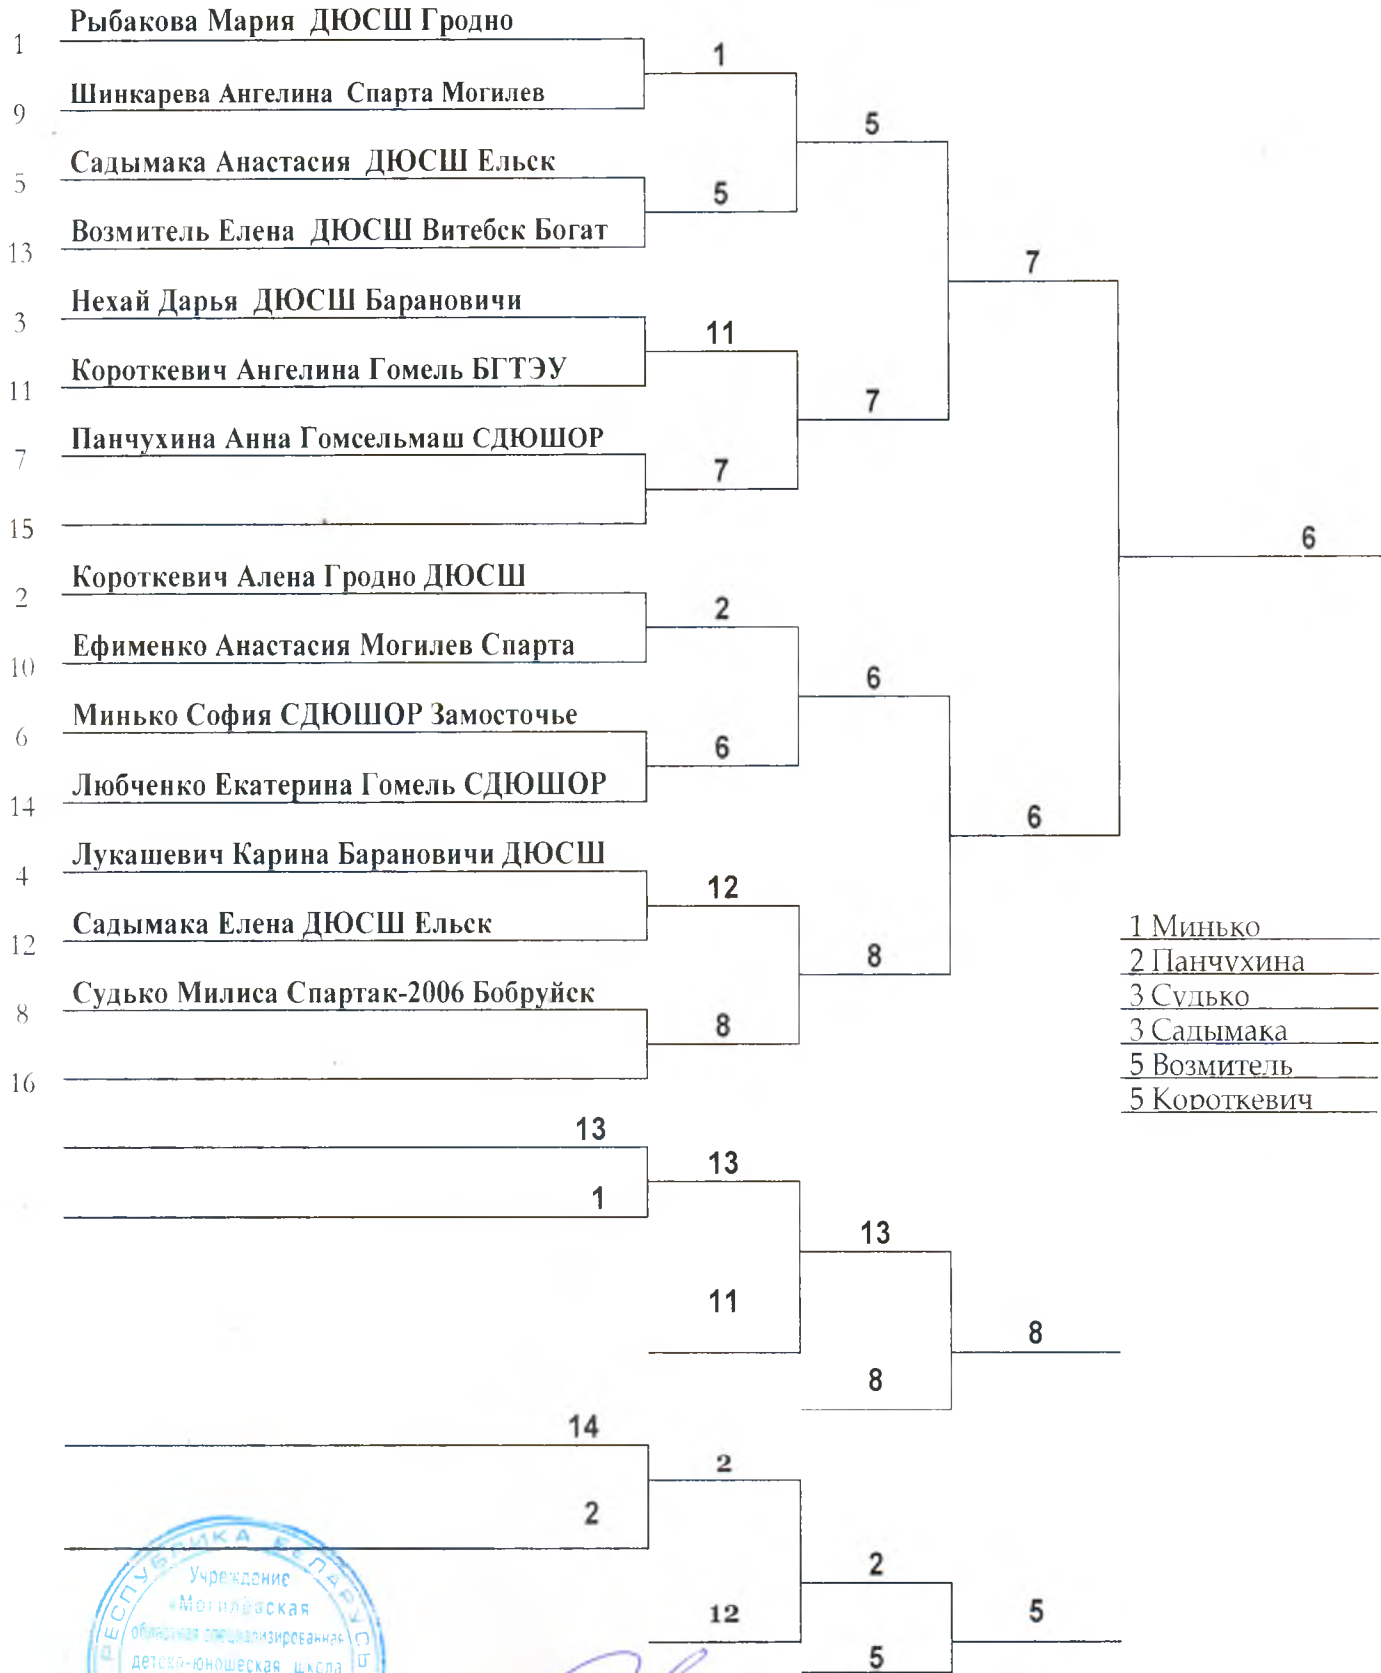 1 Рыбакова Мария ДЮСШ Гродно
1
9 Шинкарева Ангелина Спарта Могилев
5
5 Садымака Анастасия ДЮСШ Ельск
5
13 Возмитель Елена ДЮСШ Витебск Богат
7
3 Нехай Дарья ДЮСШ Барановичи
11
11 Короткевич Ангелина Гомель БГТЭУ
7
7 Панчухина Анна Гомсельмаш СДЮШОР
7
15
6
2 Короткевич Алена Гродно ДЮСШ
2
10 Ефименко Анастасия Могилев Спарта
6
6 Минько София СДЮШОР Замосточье
6
14 Любченко Екатерина Гомель СДЮШОР
6
4 Лукашевич Карина Барановичи ДЮСШ
12
12 Садымака Елена ДЮСШ Ельск
8
8 Судько Милиса Спартак-2006 Бобруйск
8
16
1 Минько
2 Панчухина
3 Судько
3 Садымака
5 Возмитель
5 Короткевич
13
13
1
13
11
8
8
14
2
2
2
12
5
5
РЕСПУБЛИКА БЕЛАРУСЬ
Учреждение
«Могилевская
областная специализированная
детско-юношеская школа